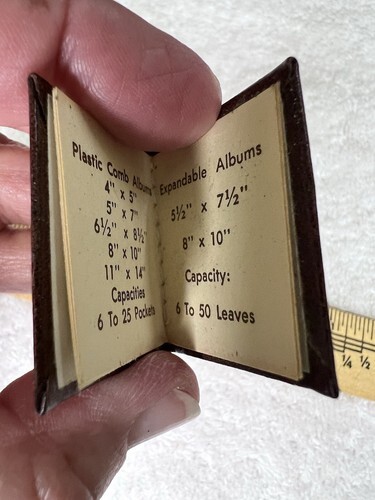 Plastic Comb Albums
4" x 5"
5" x 7"
6½" x 8½"
8" x 10"
11" x 14"
Capacities
6 To 25 Pockets
Expandable Albums
5½" x 7½"
8" x 10"
Capacity:
6 To 50 Leaves
¼ ½